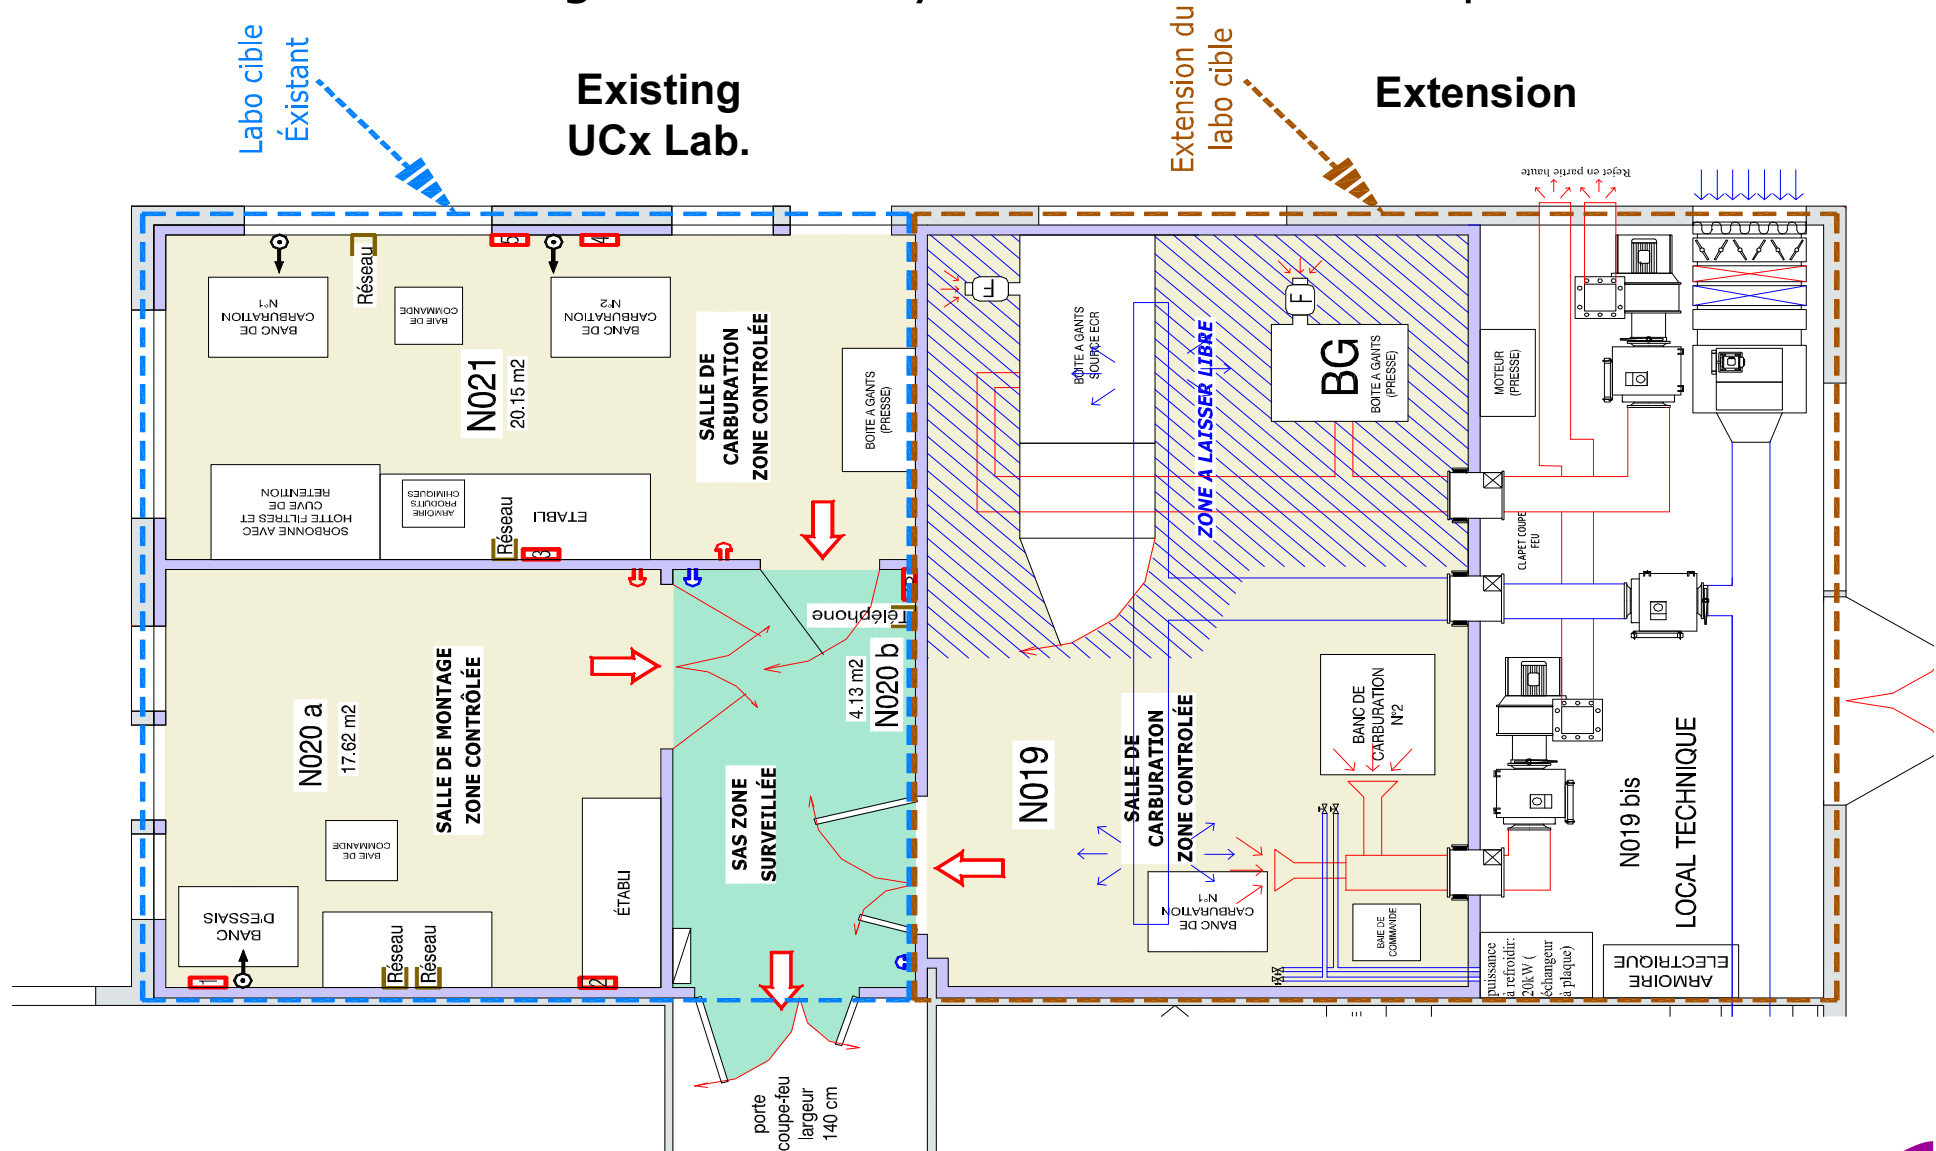 Labo cible
Éxistant
Existing
UCx Lab.
Extension du
labo cible
Extension
Rejet en partie haute
BANC DE
CARBURATION
N°1
Réseau
BAIE DE
COMMANDE
5
4
BANC DE
CARBURATION
N°2
N021
20.15 m2
SALLE DE
CARBURATION
ZONE CONTROLÉE
BOITE A GANTS
(PRESSE)
SORBONNE AVEC
HOTTE FILTRES ET
CUVE DE
RETENTION
ARMOIRE
PRODUITS
CHIMIQUES
Réseau
ETABLI
3
F
BOITE A GANTS
SOURCE ECR
ZONE A LAISSER LIBRE
F
BG
BOITE A GANTS
(PRESSE)
MOTEUR
(PRESSE)
CLAPET COUPE
FEU
Téléphone
4.13 m2
N020 b
N020 a
17.62 m2
SALLE DE MONTAGE
ZONE CONTRÔLÉE
BAIE DE
COMMANDE
BANC
D'ESSAIS
1
Réseau
Réseau
ÉTABLI
2
SAS ZONE
SURVEILLÉE
N019
SALLE DE
CARBURATION
ZONE CONTROLÉE
BANC DE
CARBURATION
N°2
BANC DE
CARBURATION
N°1
BAIE DE
COMMANDE
N019 bis
LOCAL TECHNIQUE
puissance
à refroidir:
20kW (
échangeur
à plaque)
ARMOIRE
ELECTRIQUE
porte
coupe-feu
largeur
140 cm